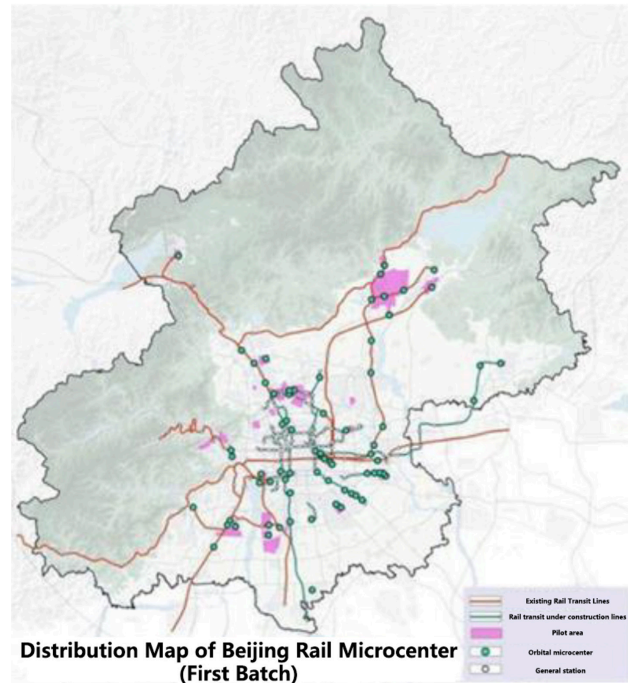 Existing Rail Transit Lines
Rail transit under construction lines
Pilot area
Orbital microcenter
General station
Distribution Map of Beijing Rail Microcenter
(First Batch)